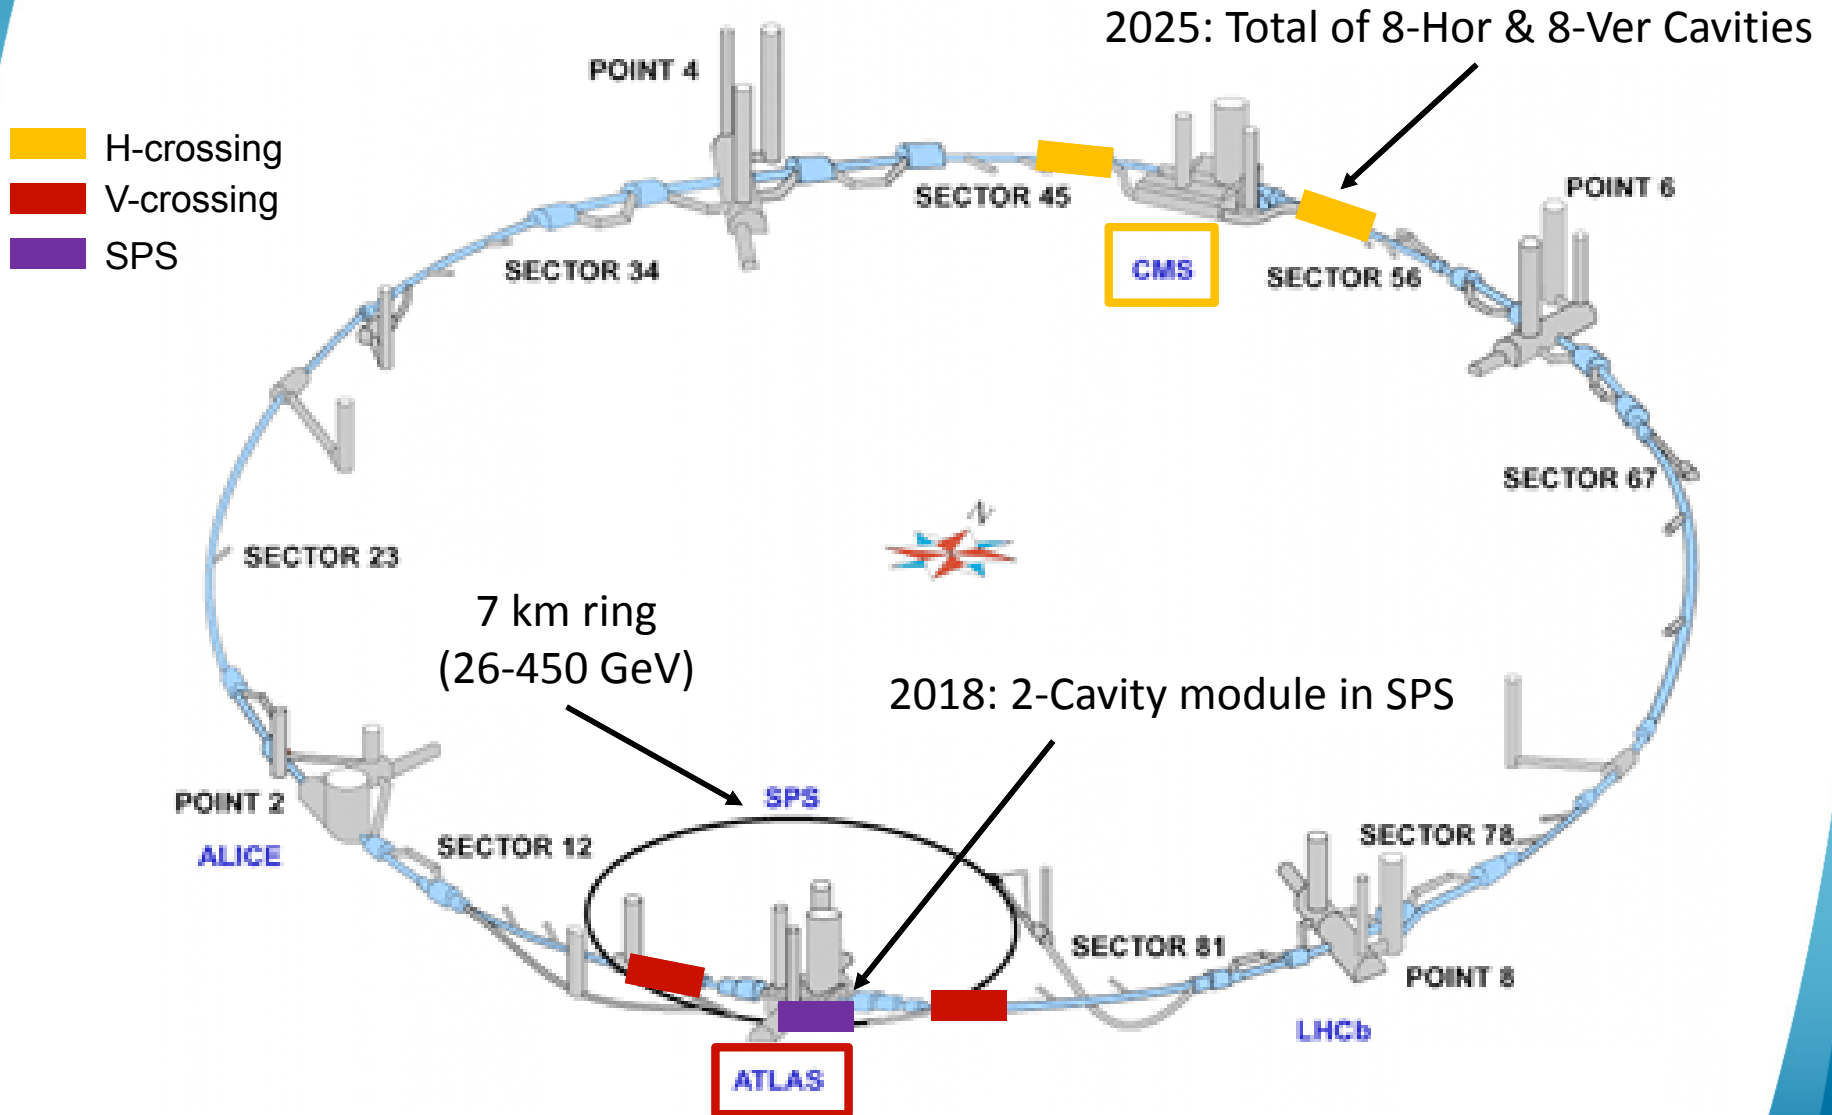 2025: Total of 8-Hor & 8-Ver Cavities
POINT 4
H-crossing
V-crossing
SPS
SECTOR 45
POINT 6
SECTOR 34
CMS
SECTOR 56
SECTOR 67
N
SECTOR 23
7 km ring
(26-450 GeV)
2018: 2-Cavity module in SPS
SPS
POINT 2
ALICE
SECTOR 12
SECTOR 78
SECTOR 81
POINT 8
LHCb
ATLAS